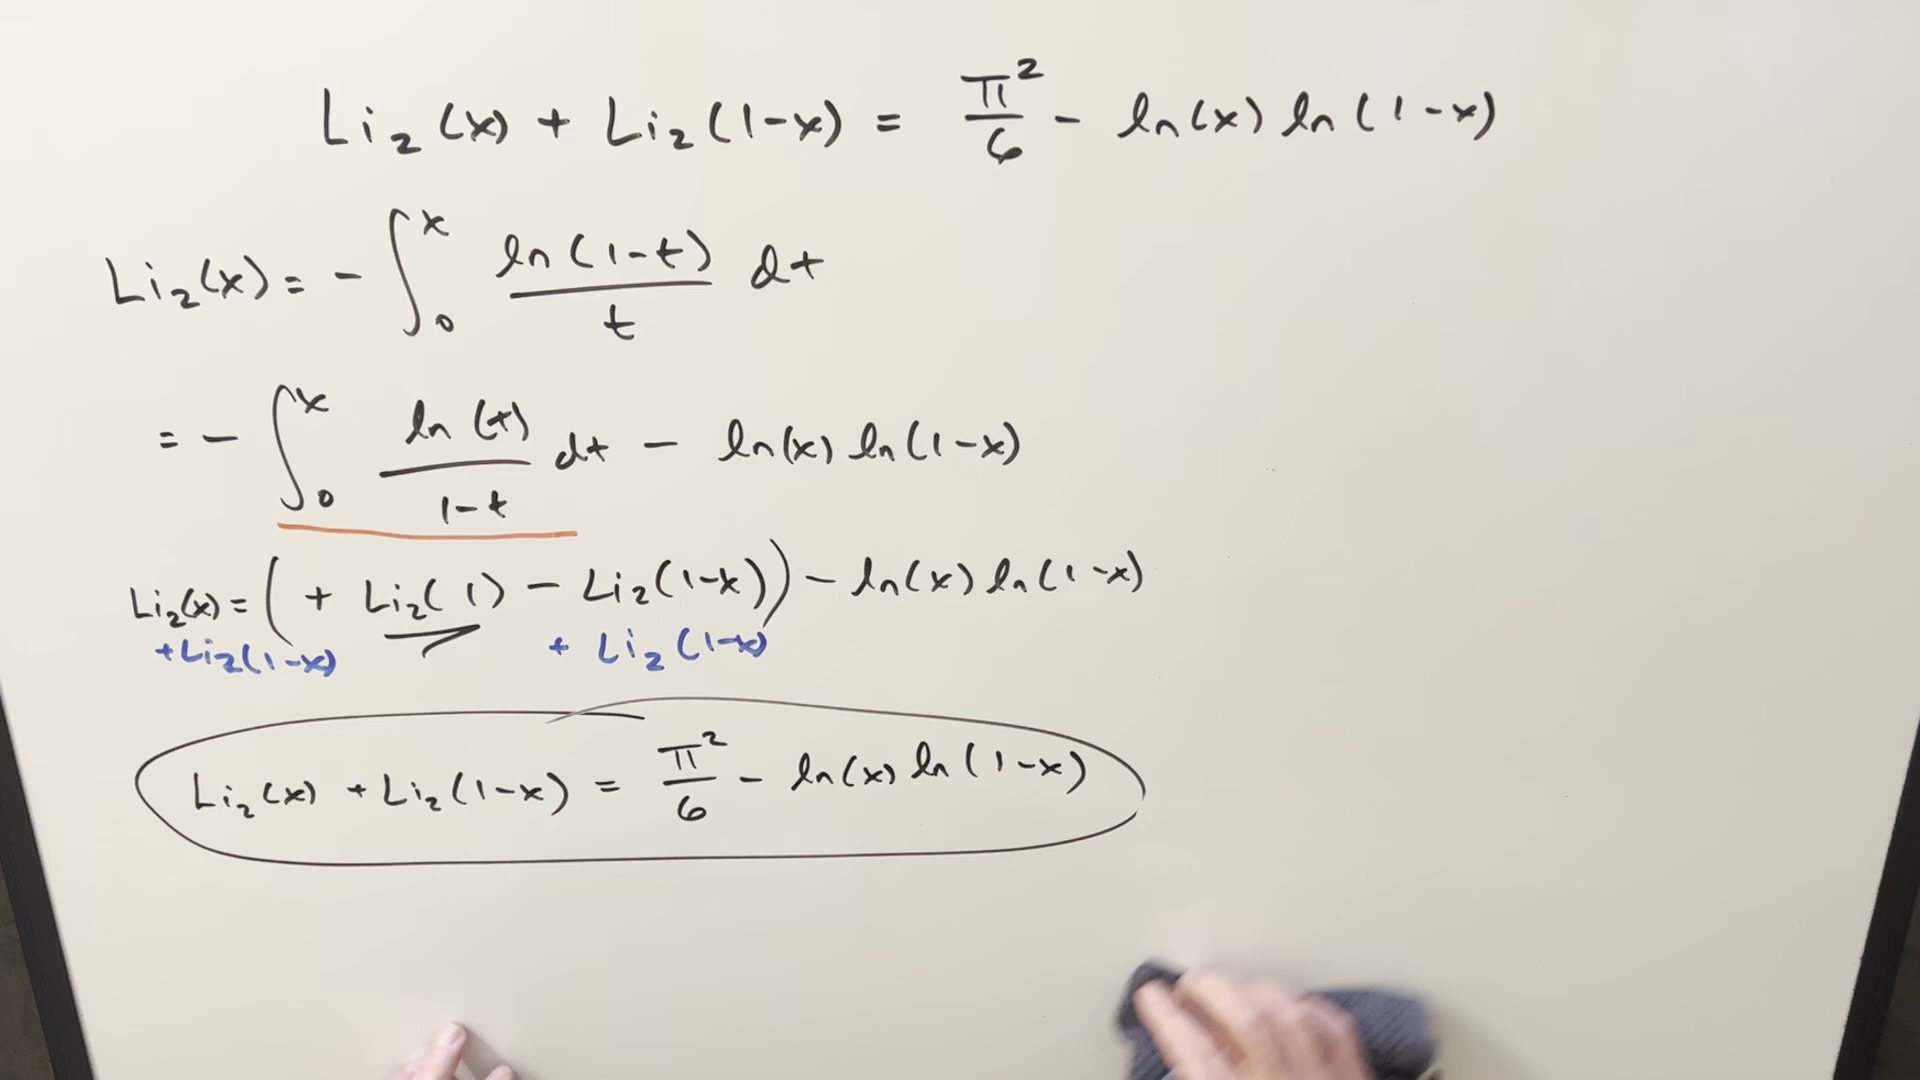 Li₂(x) + Li₂(1-x) = π²/6 - ln(x) ln(1-x)
Li₂(x) = - ∫₀ˣ ln(1-t)/t dt
= - ∫₀ˣ ln(t)/(1-t) dt - ln(x) ln(1-x)
Li₂(x) = (+ Li₂(1) - Li₂(1-x)) - ln(x) ln(1-x)
+Li₂(1-x) + Li₂(1-x)
Li₂(x) + Li₂(1-x) = π²/6 - ln(x) ln(1-x)